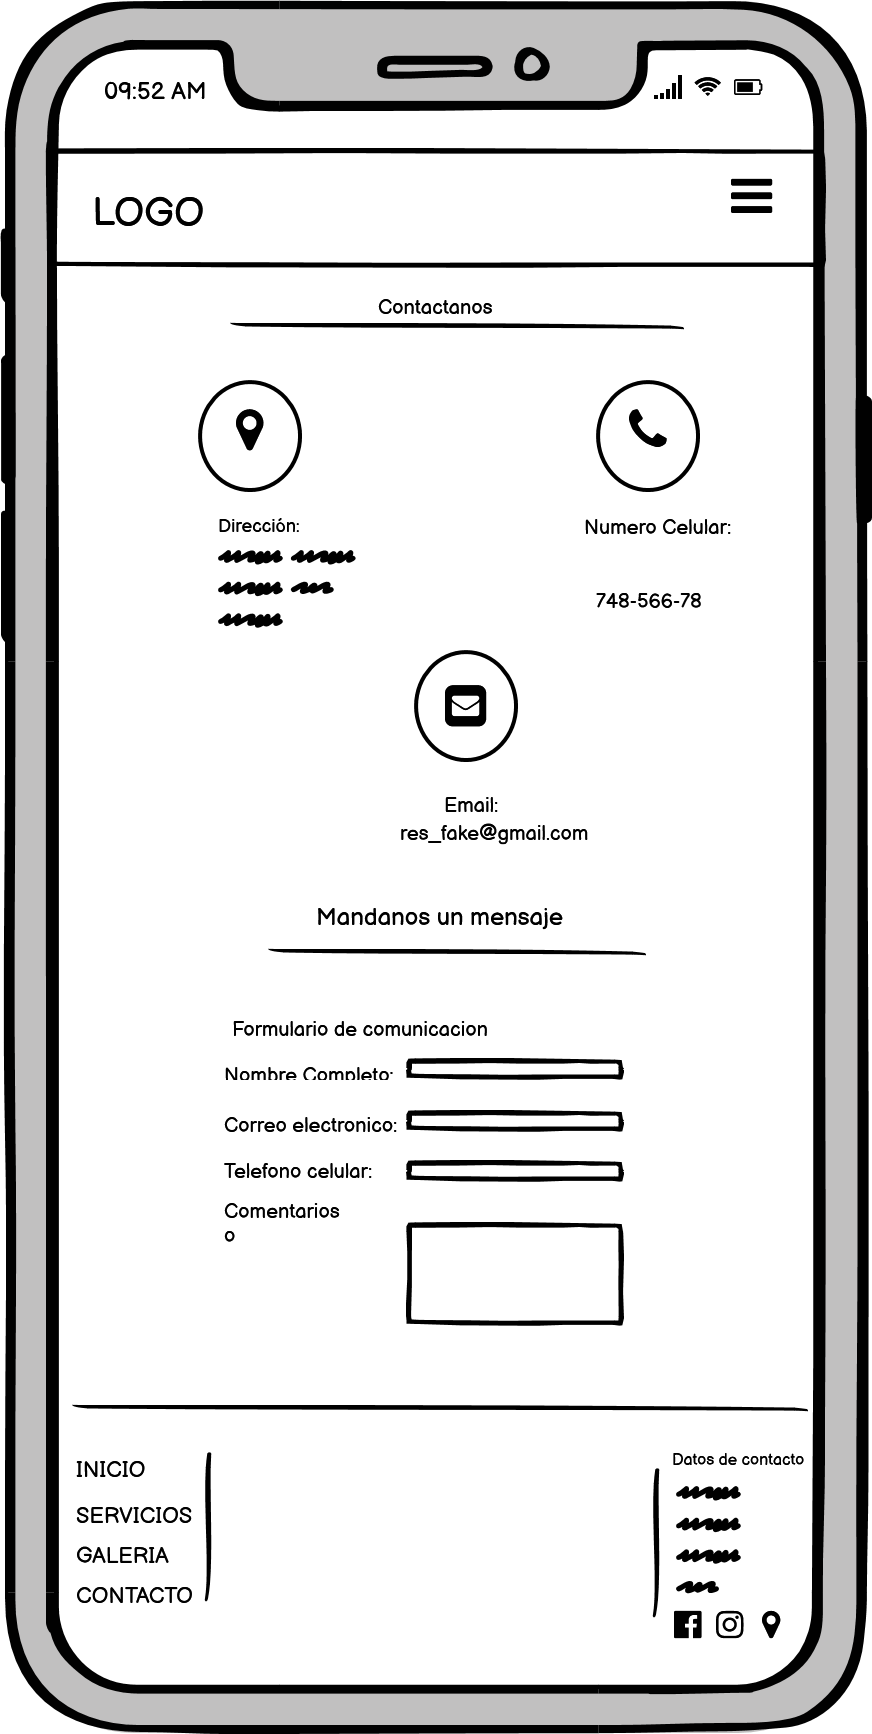 09:52 AM
LOGO
Contactanos
Dirección:
Numero Celular:
748-566-78
Email:
res_fake@gmail.com
Mandanos un mensaje
Formulario de comunicacion
Nombre Completo:
Correo electronico:
Telefono celular:
Comentarios
o
INICIO
SERVICIOS
GALERIA
CONTACTO
Datos de contacto